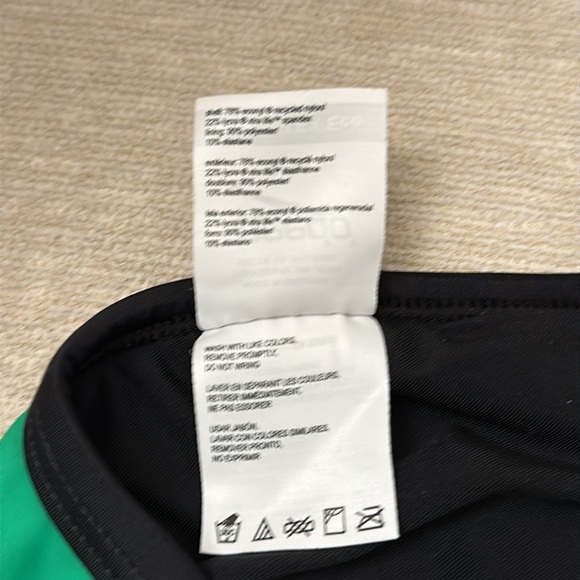 shell: 78% econyl ® recycled nylon/
22% lycra ® xtra life™ spandex
lining: 90% polyester/
10% elastane
extérieur: 78% econyl ® recyclé nylon/
22% lycra ® xtra life™ élasthanne
doublure: 90% polyester/
10% élasthanne
tela exterior: 78% econyl ® poliamida regenerada/
22% lycra ® xtra life™ elastano
forro: 90% poliéster/
10% elastano
WASH WITH LIKE COLORS.
REMOVE PROMPTLY.
DO NOT WRING
LAVER EN SÉPARANT LES COULEURS.
RETIRER IMMÉDIATEMENT.
NE PAS ESSORER
USAR JABÓN.
LAVAR CON COLORES SIMILARES.
REMOVER PRONTO.
NO EXPRIMIR